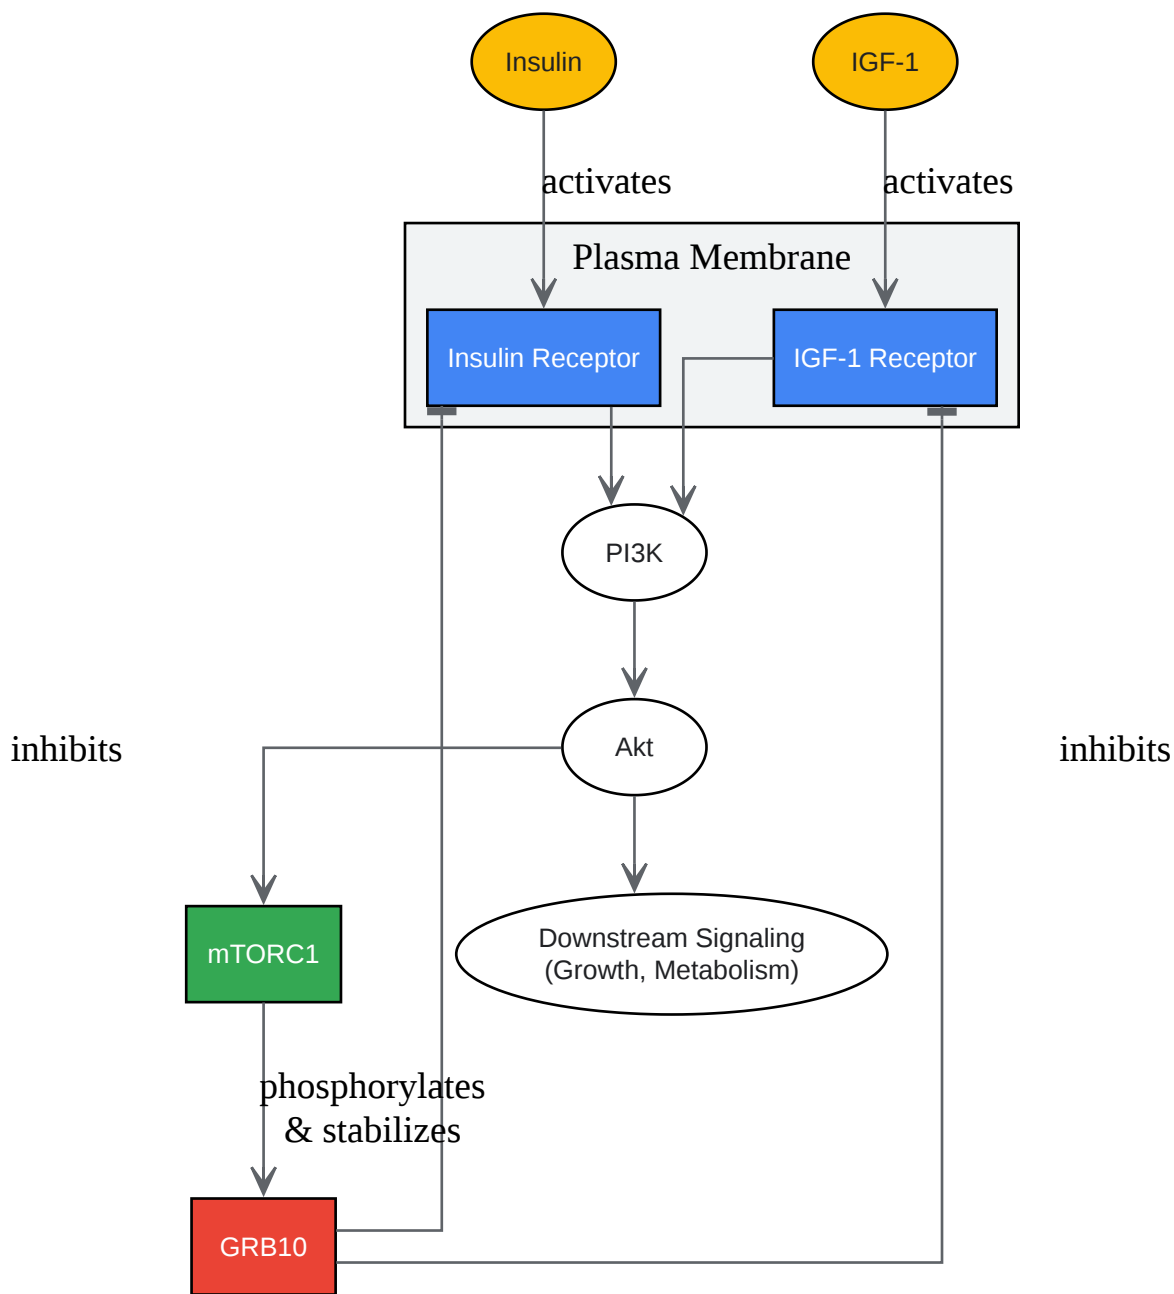 Insulin
IGF-1
activates
activates
Plasma Membrane
Insulin Receptor
IGF-1 Receptor
PI3K
inhibits
Akt
inhibits
mTORC1
Downstream Signaling
(Growth, Metabolism)
phosphorylates
& stabilizes
GRB10